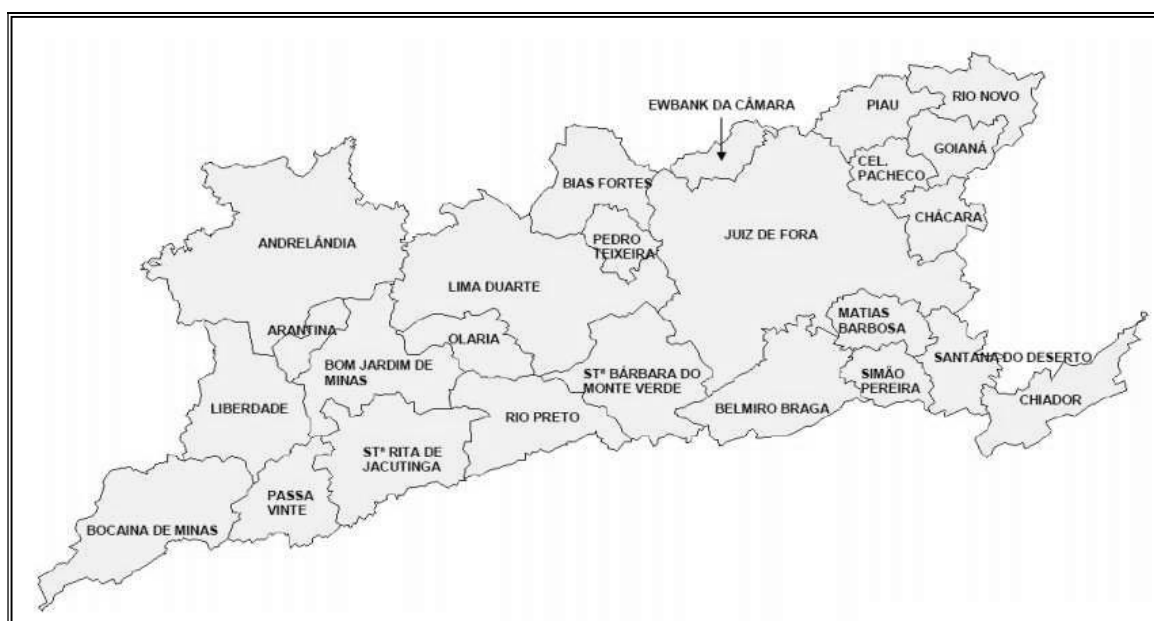 RIO NOVO
EWBANK DA CÂMARA
PIAU
GOIANÁ
CEL.
PACHECO
BIAS FORTES
CHÁCARA
JUIZ DE FORA
PEDRO
TEIXEIRA
ANDRELÂNDIA
LIMA DUARTE
MATIAS
BARBOSA
ARANTINA
OLARIA
SANTANA DO DESERTO
BOM JARDIM DE
MINAS
STª BÁRBARA DO
MONTE VERDE
SIMÃO
PEREIRA
CHIADOR
LIBERDADE
BELMIRO BRAGA
RIO PRETO
STª RITA DE
JACUTINGA
PASSA
VINTE
BOCAINA DE MINAS